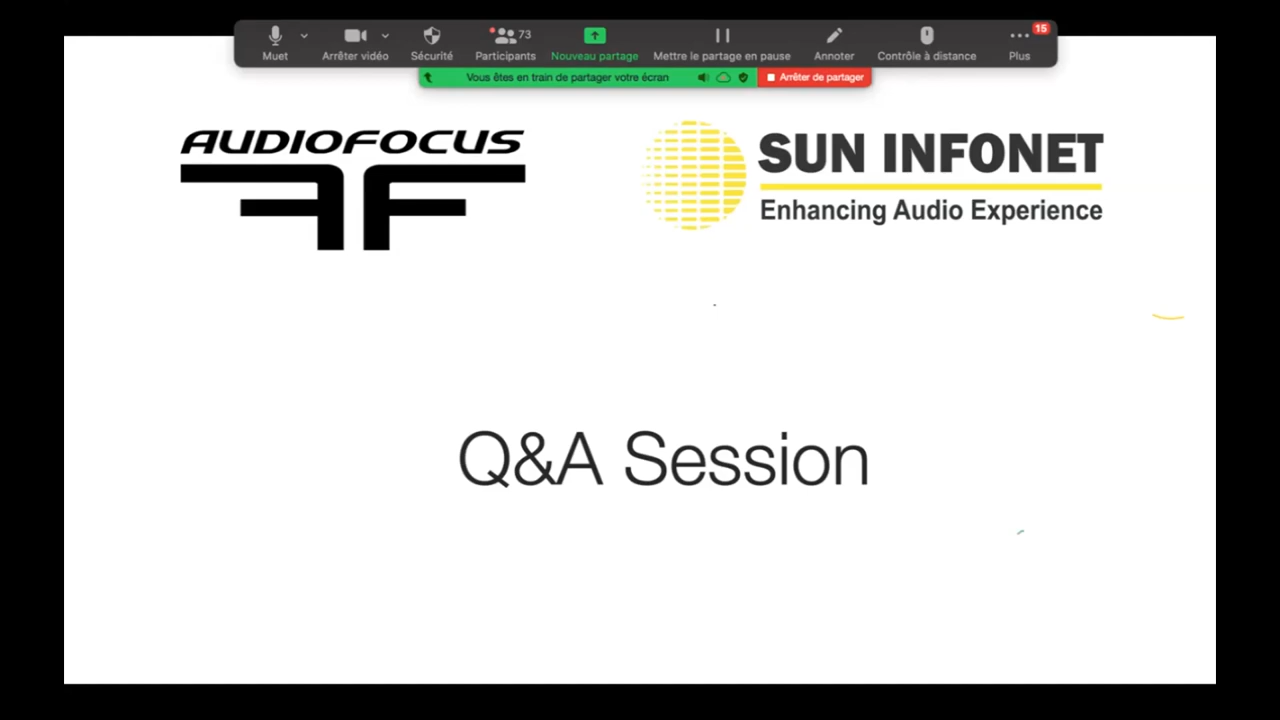 73
15
Muet Arrêter vidéo Sécurité Participants Nouveau partage Mettre le partage en pause Annoter Contrôle à distance Plus
Vous êtes en train de partager votre écran Arrêter de partager
AUDIOFOCUS
SUN INFONET
Enhancing Audio Experience
Q&A Session